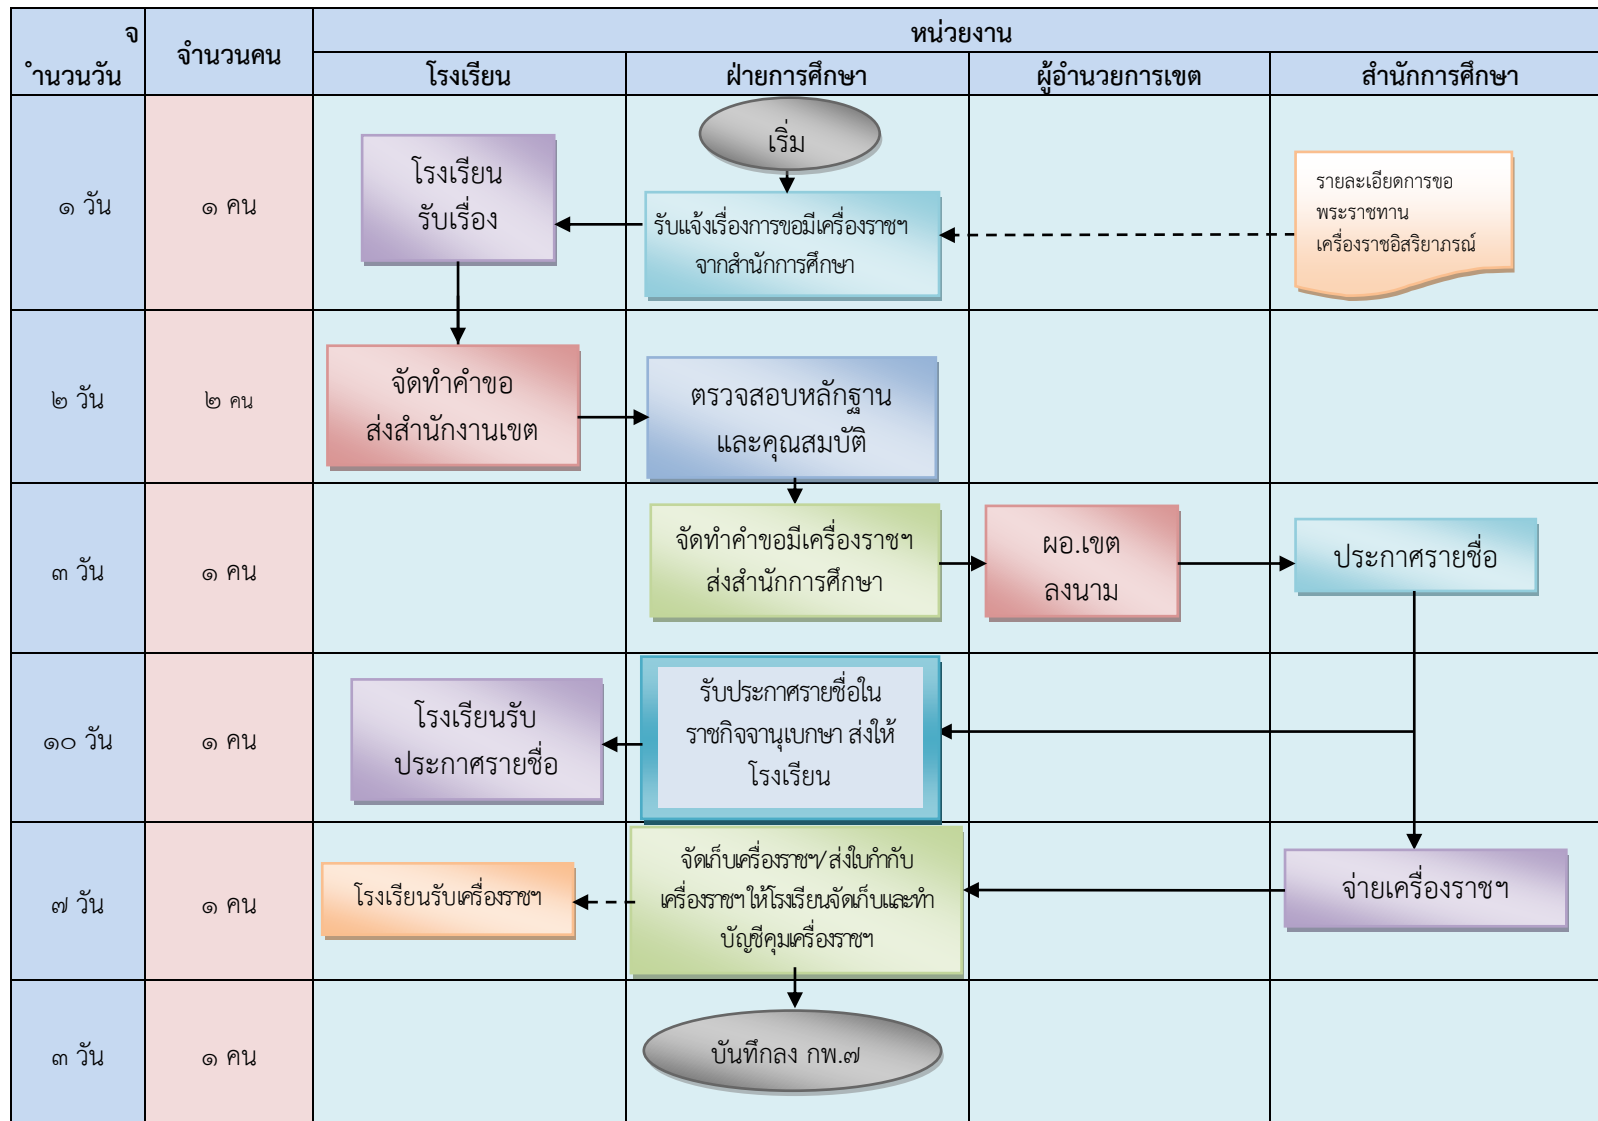 จ
ำนวนวัน
จำนวนคน
หน่วยงาน
โรงเรียน
ฝ่ายการศึกษา
ผู้อำนวยการเขต
สำนักการศึกษา
๑ วัน
๑ คน
โรงเรียน
รับเรื่อง
เริ่ม
รับแจ้งเรื่องการขอมีเครื่องราชฯ
จากสำนักการศึกษา
รายละเอียดการขอ
พระราชทาน
เครื่องราชอิสริยาภรณ์
๒ วัน
๒ คน
จัดทำคำขอ
ส่งสำนักงานเขต
ตรวจสอบหลักฐาน
และคุณสมบัติ
๓ วัน
๑ คน
จัดทำคำขอมีเครื่องราชฯ
ส่งสำนักการศึกษา
ผอ.เขต
ลงนาม
ประกาศรายชื่อ
๑๐ วัน
๑ คน
โรงเรียนรับ
ประกาศรายชื่อ
รับประกาศรายชื่อใน
ราชกิจจานุเบกษา ส่งให้
โรงเรียน
๗ วัน
๑ คน
โรงเรียนรับเครื่องราชฯ
จัดเก็บเครื่องราชฯ/ส่งใบกำกับ
เครื่องราชฯ ให้โรงเรียนจัดเก็บและทำ
บัญชีคุมเครื่องราชฯ
จ่ายเครื่องราชฯ
๓ วัน
๑ คน
บันทึกลง กพ.๗